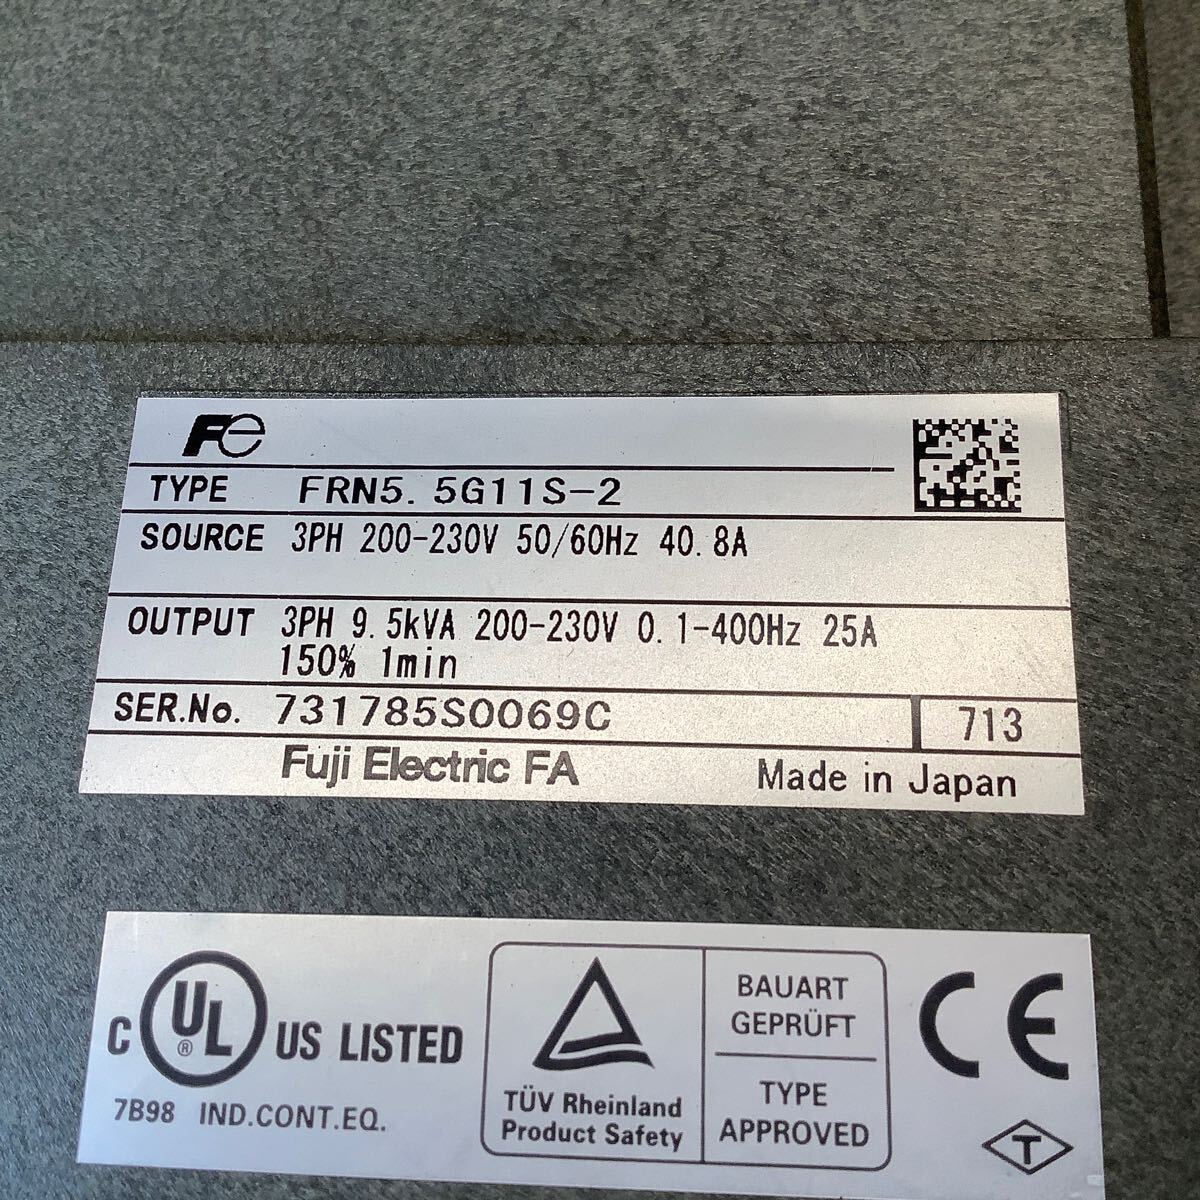 Fe
TYPE FRN5.5G11S-2
SOURCE 3PH 200-230V 50/60Hz 40.8A
OUTPUT 3PH 9.5kVA 200-230V 0.1-400Hz 25A
150% 1min
SER.No. 731785S0069C 713
Fuji Electric FA Made in Japan
C UL ® US LISTED
7B98 IND.CONT.EQ.
TÜV Rheinland
Product Safety
BAUART
GEPRÜFT
TYPE
APPROVED
CE
T